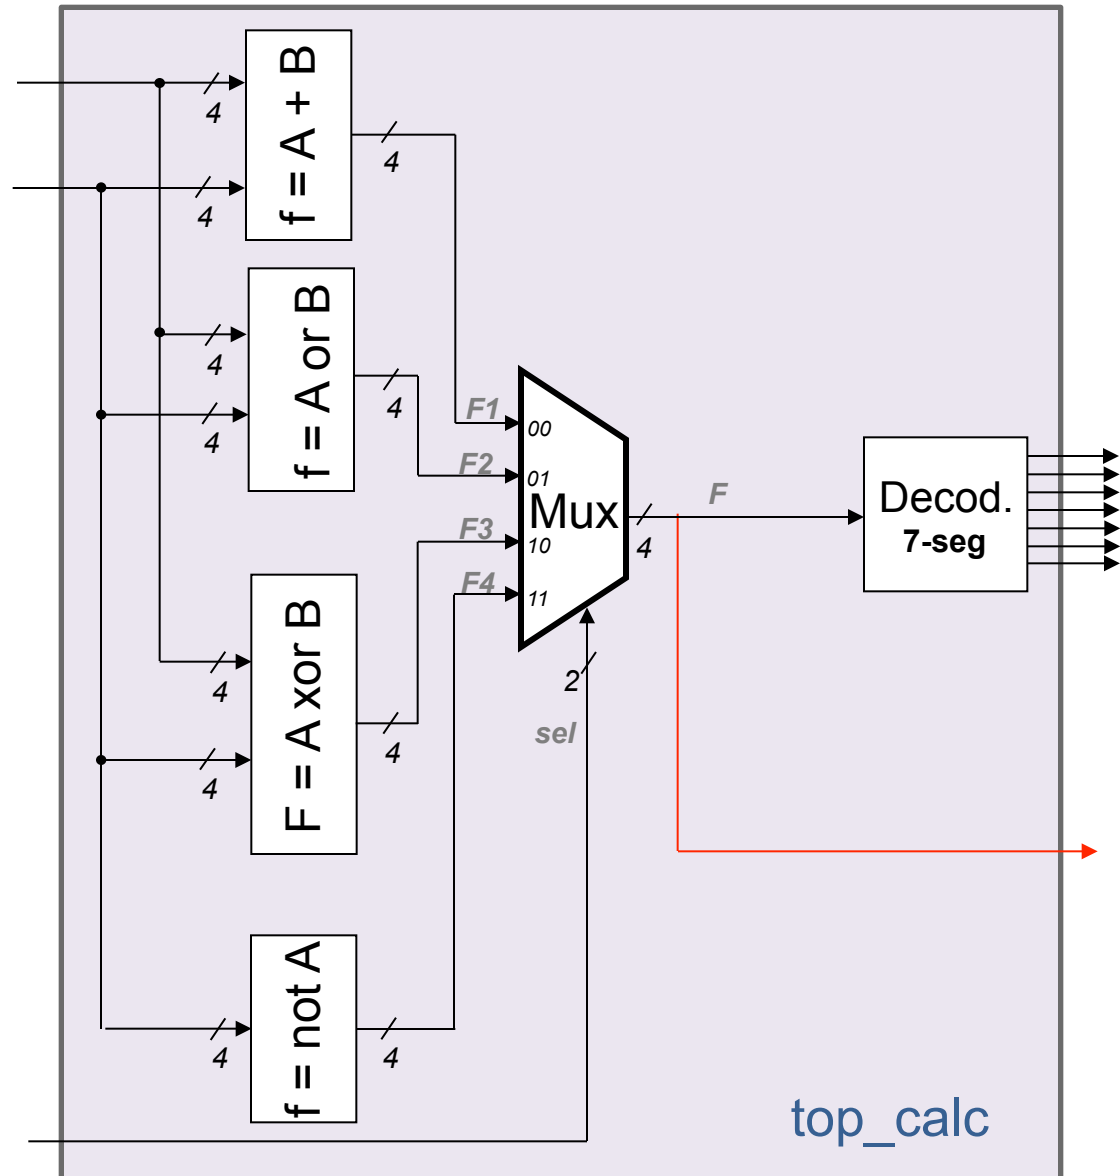 f = A + B
4
4
4
f = A or B
4
4
4
F = A xor B
4
4
4
f = not A
4
4
F1
F2
F3
F4
00
01
10
11
Mux
4
F
2
sel
Decod.
7-seg
top_calc